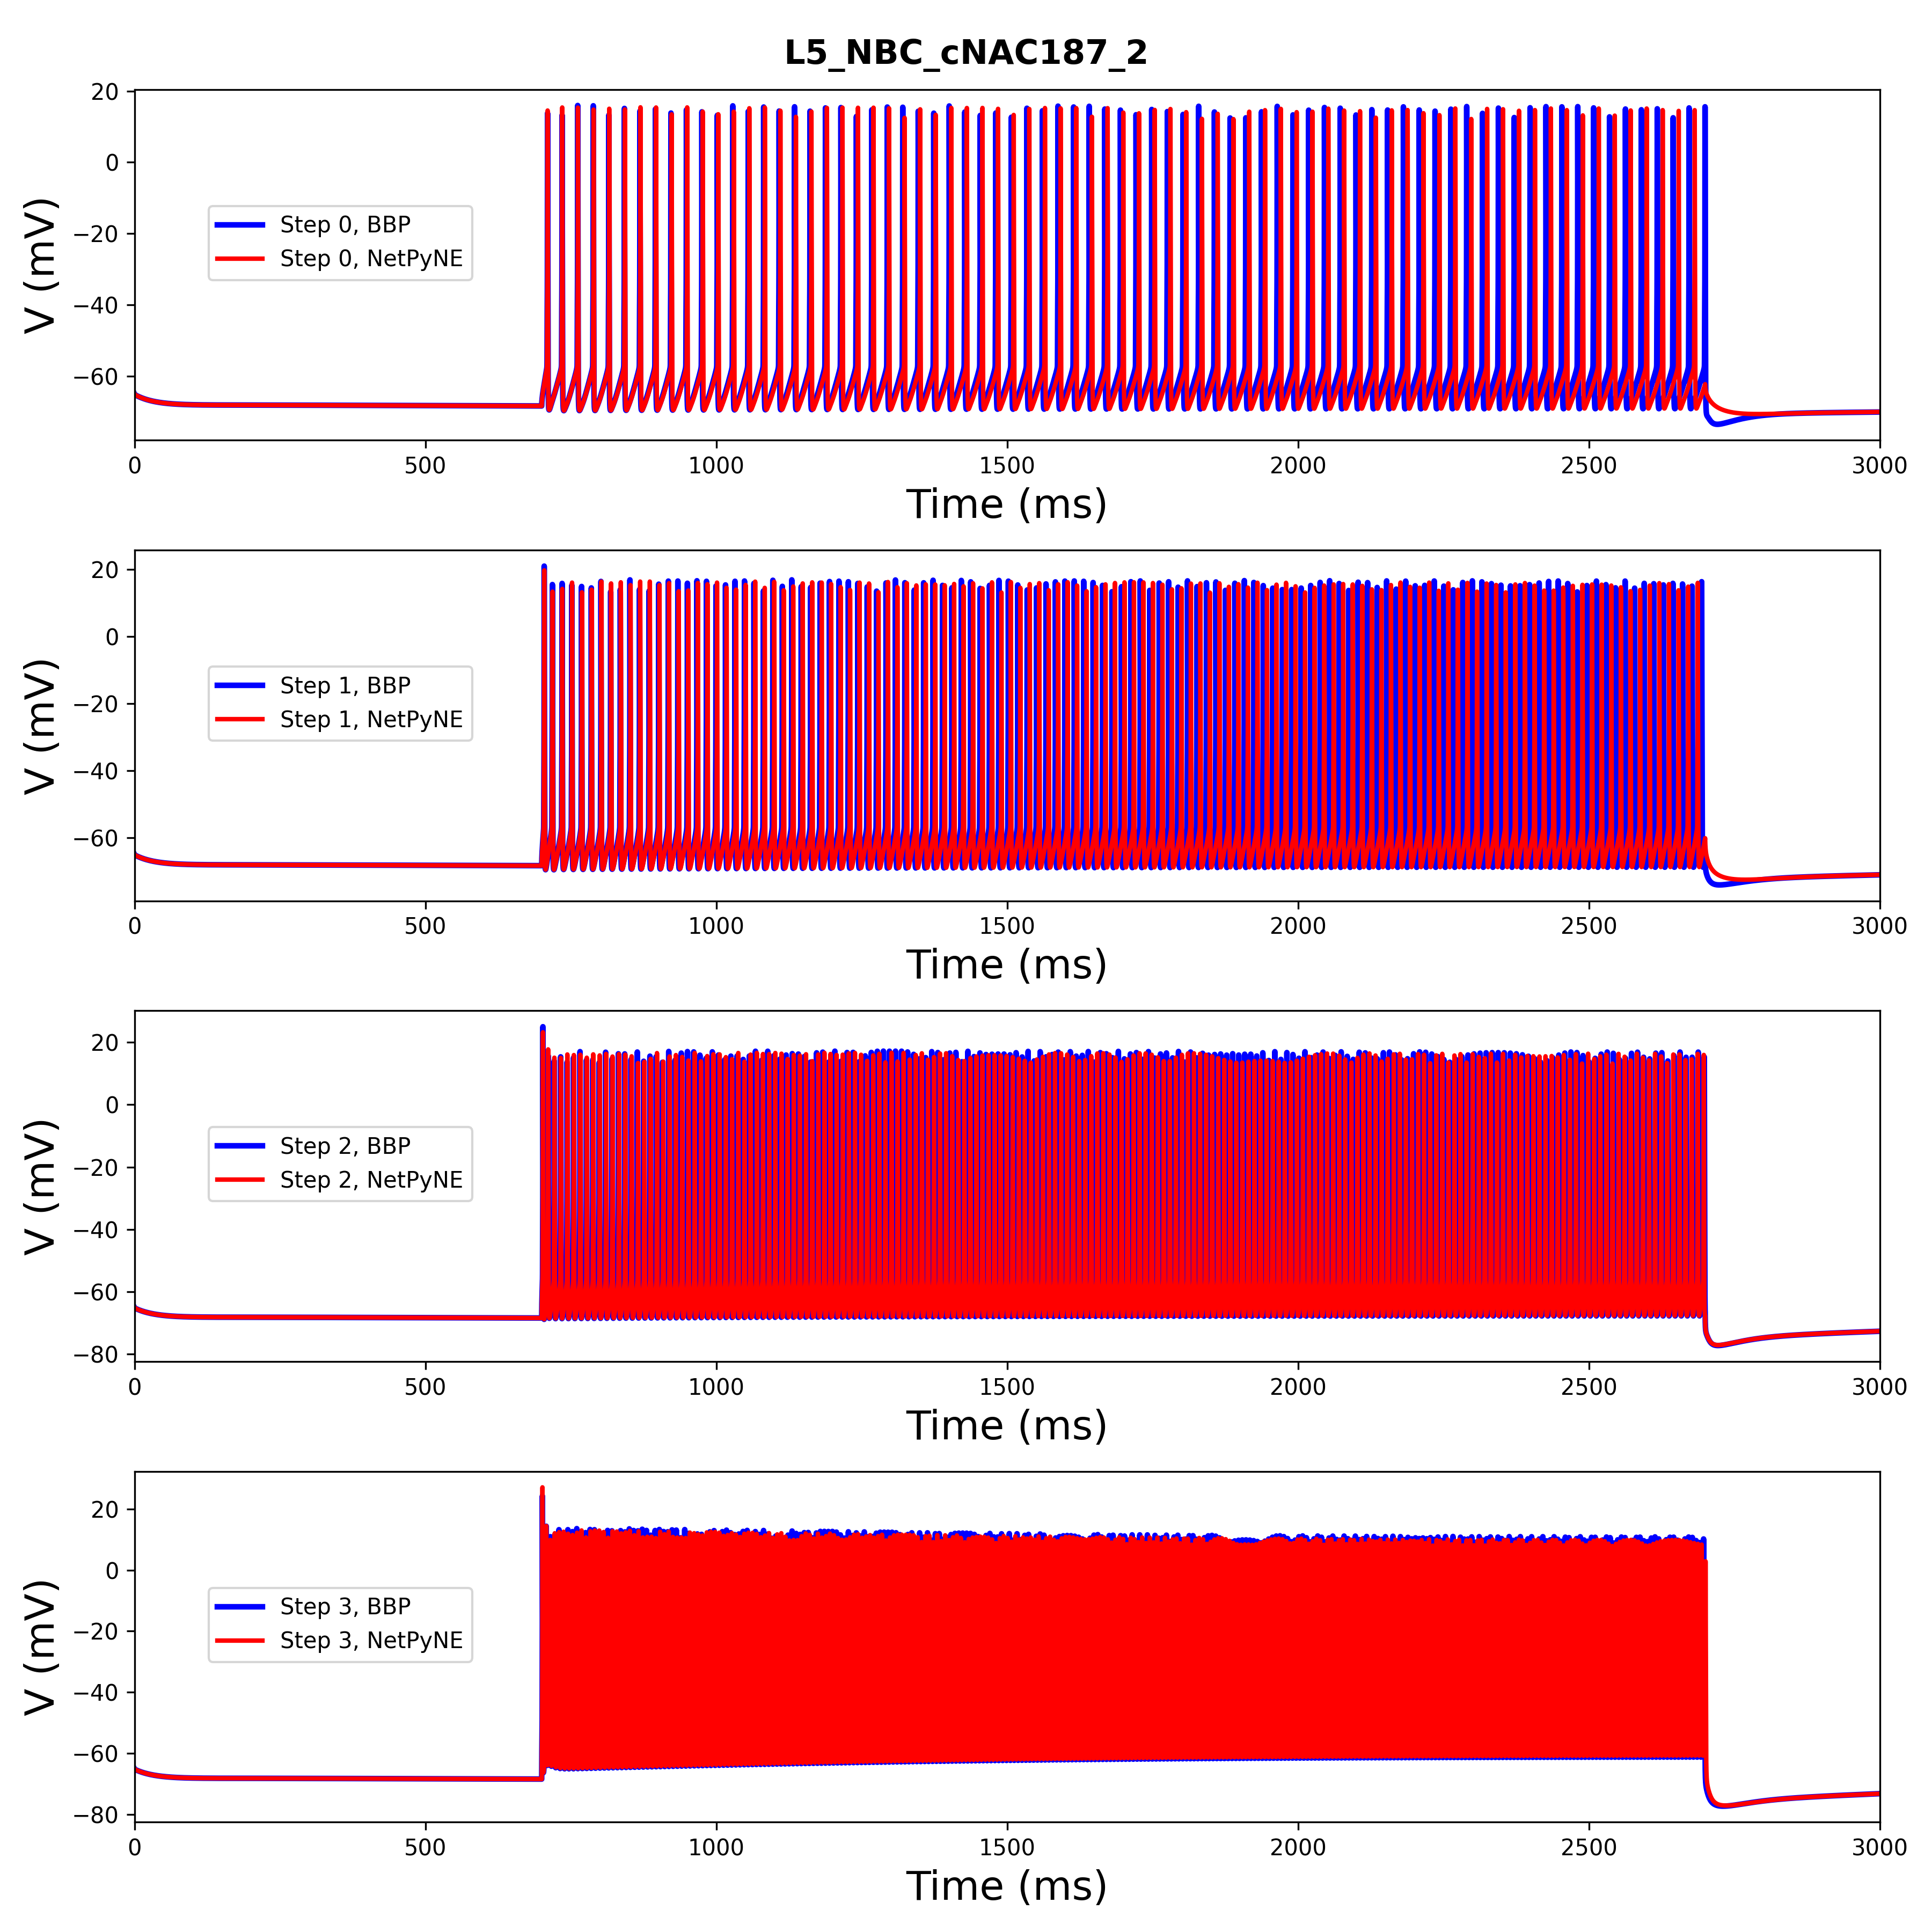 L5_NBC_cNAC187_2
20
0
−20
−40
−60
V (mV)
Step 0, BBP
Step 0, NetPyNE
0 500 1000 1500 2000 2500 3000
Time (ms)
20
0
−20
−40
−60
V (mV)
Step 1, BBP
Step 1, NetPyNE
0 500 1000 1500 2000 2500 3000
Time (ms)
20
0
−20
−40
−60
−80
V (mV)
Step 2, BBP
Step 2, NetPyNE
0 500 1000 1500 2000 2500 3000
Time (ms)
20
0
−20
−40
−60
−80
V (mV)
Step 3, BBP
Step 3, NetPyNE
0 500 1000 1500 2000 2500 3000
Time (ms)